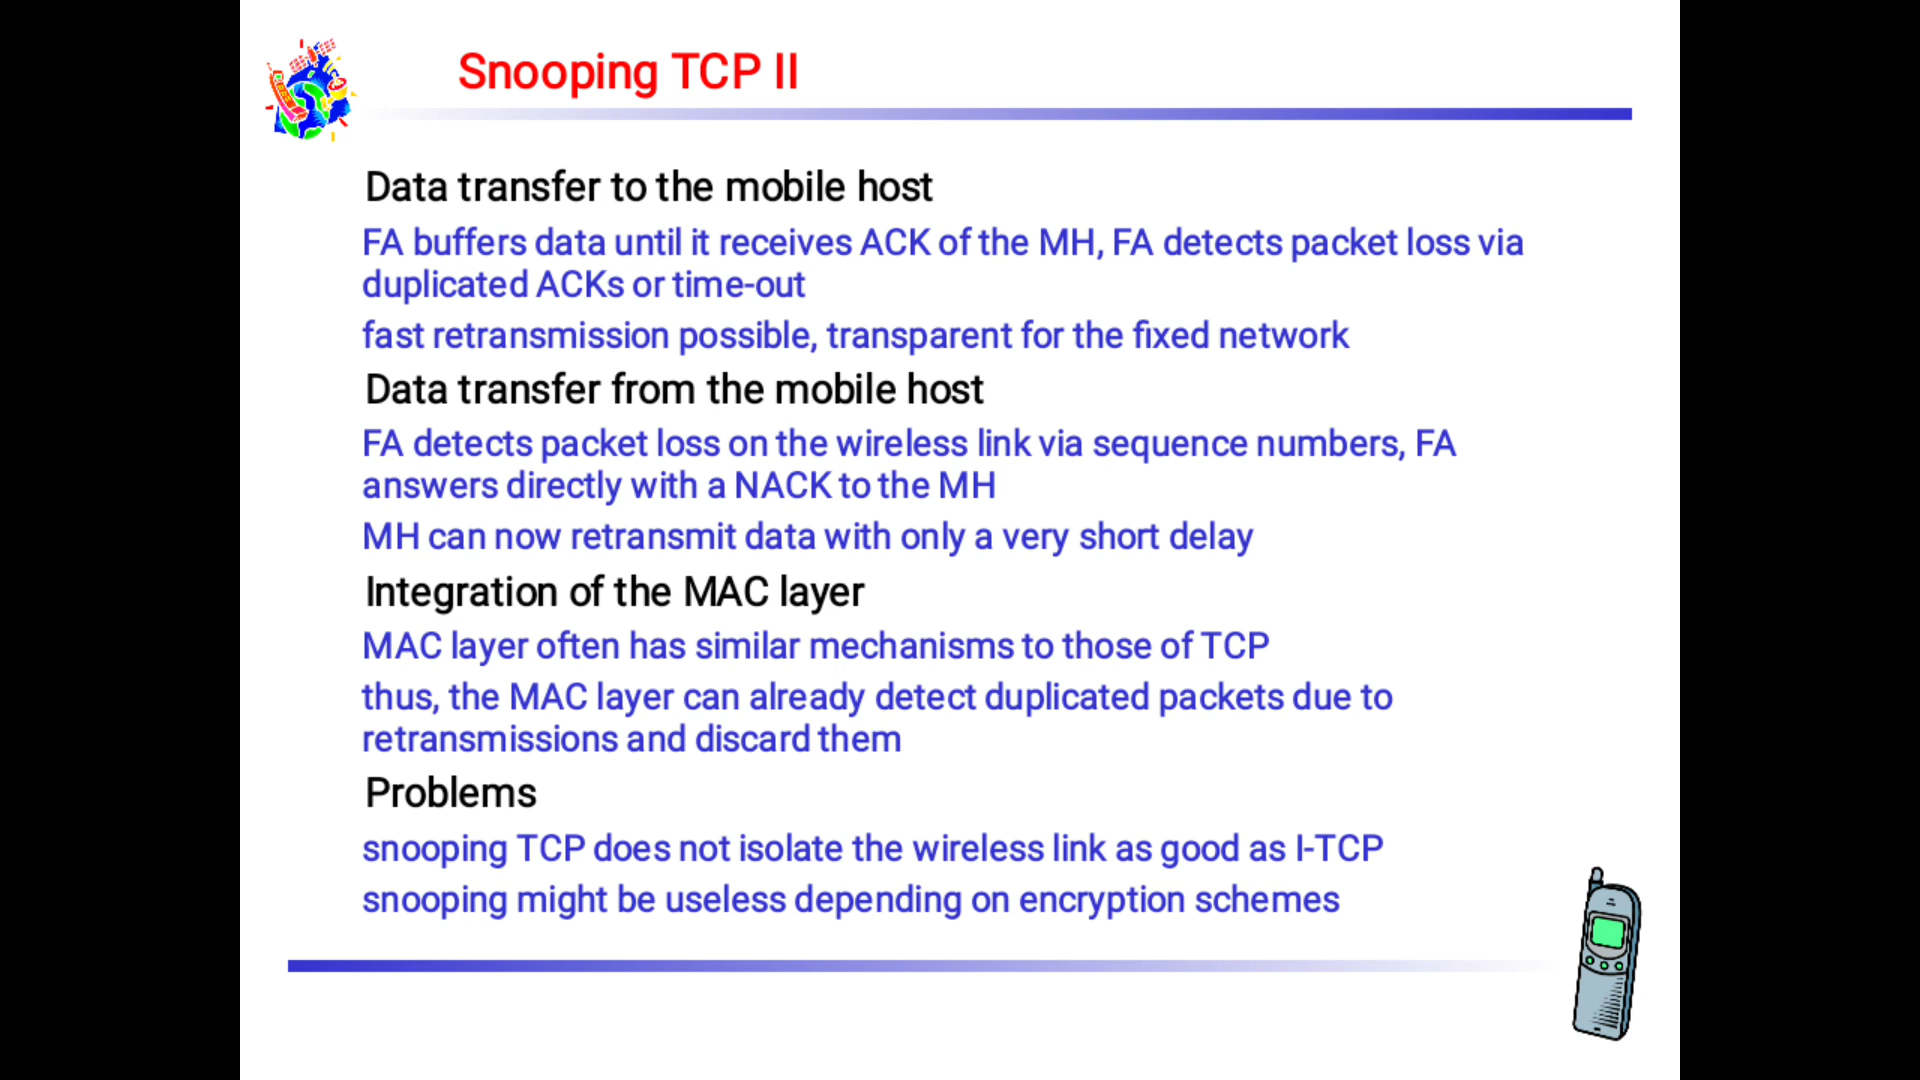 Snooping TCP II
Data transfer to the mobile host
FA buffers data until it receives ACK of the MH, FA detects packet loss via
duplicated ACKs or time-out
fast retransmission possible, transparent for the fixed network
Data transfer from the mobile host
FA detects packet loss on the wireless link via sequence numbers, FA
answers directly with a NACK to the MH
MH can now retransmit data with only a very short delay
Integration of the MAC layer
MAC layer often has similar mechanisms to those of TCP
thus, the MAC layer can already detect duplicated packets due to
retransmissions and discard them
Problems
snooping TCP does not isolate the wireless link as good as I-TCP
snooping might be useless depending on encryption schemes